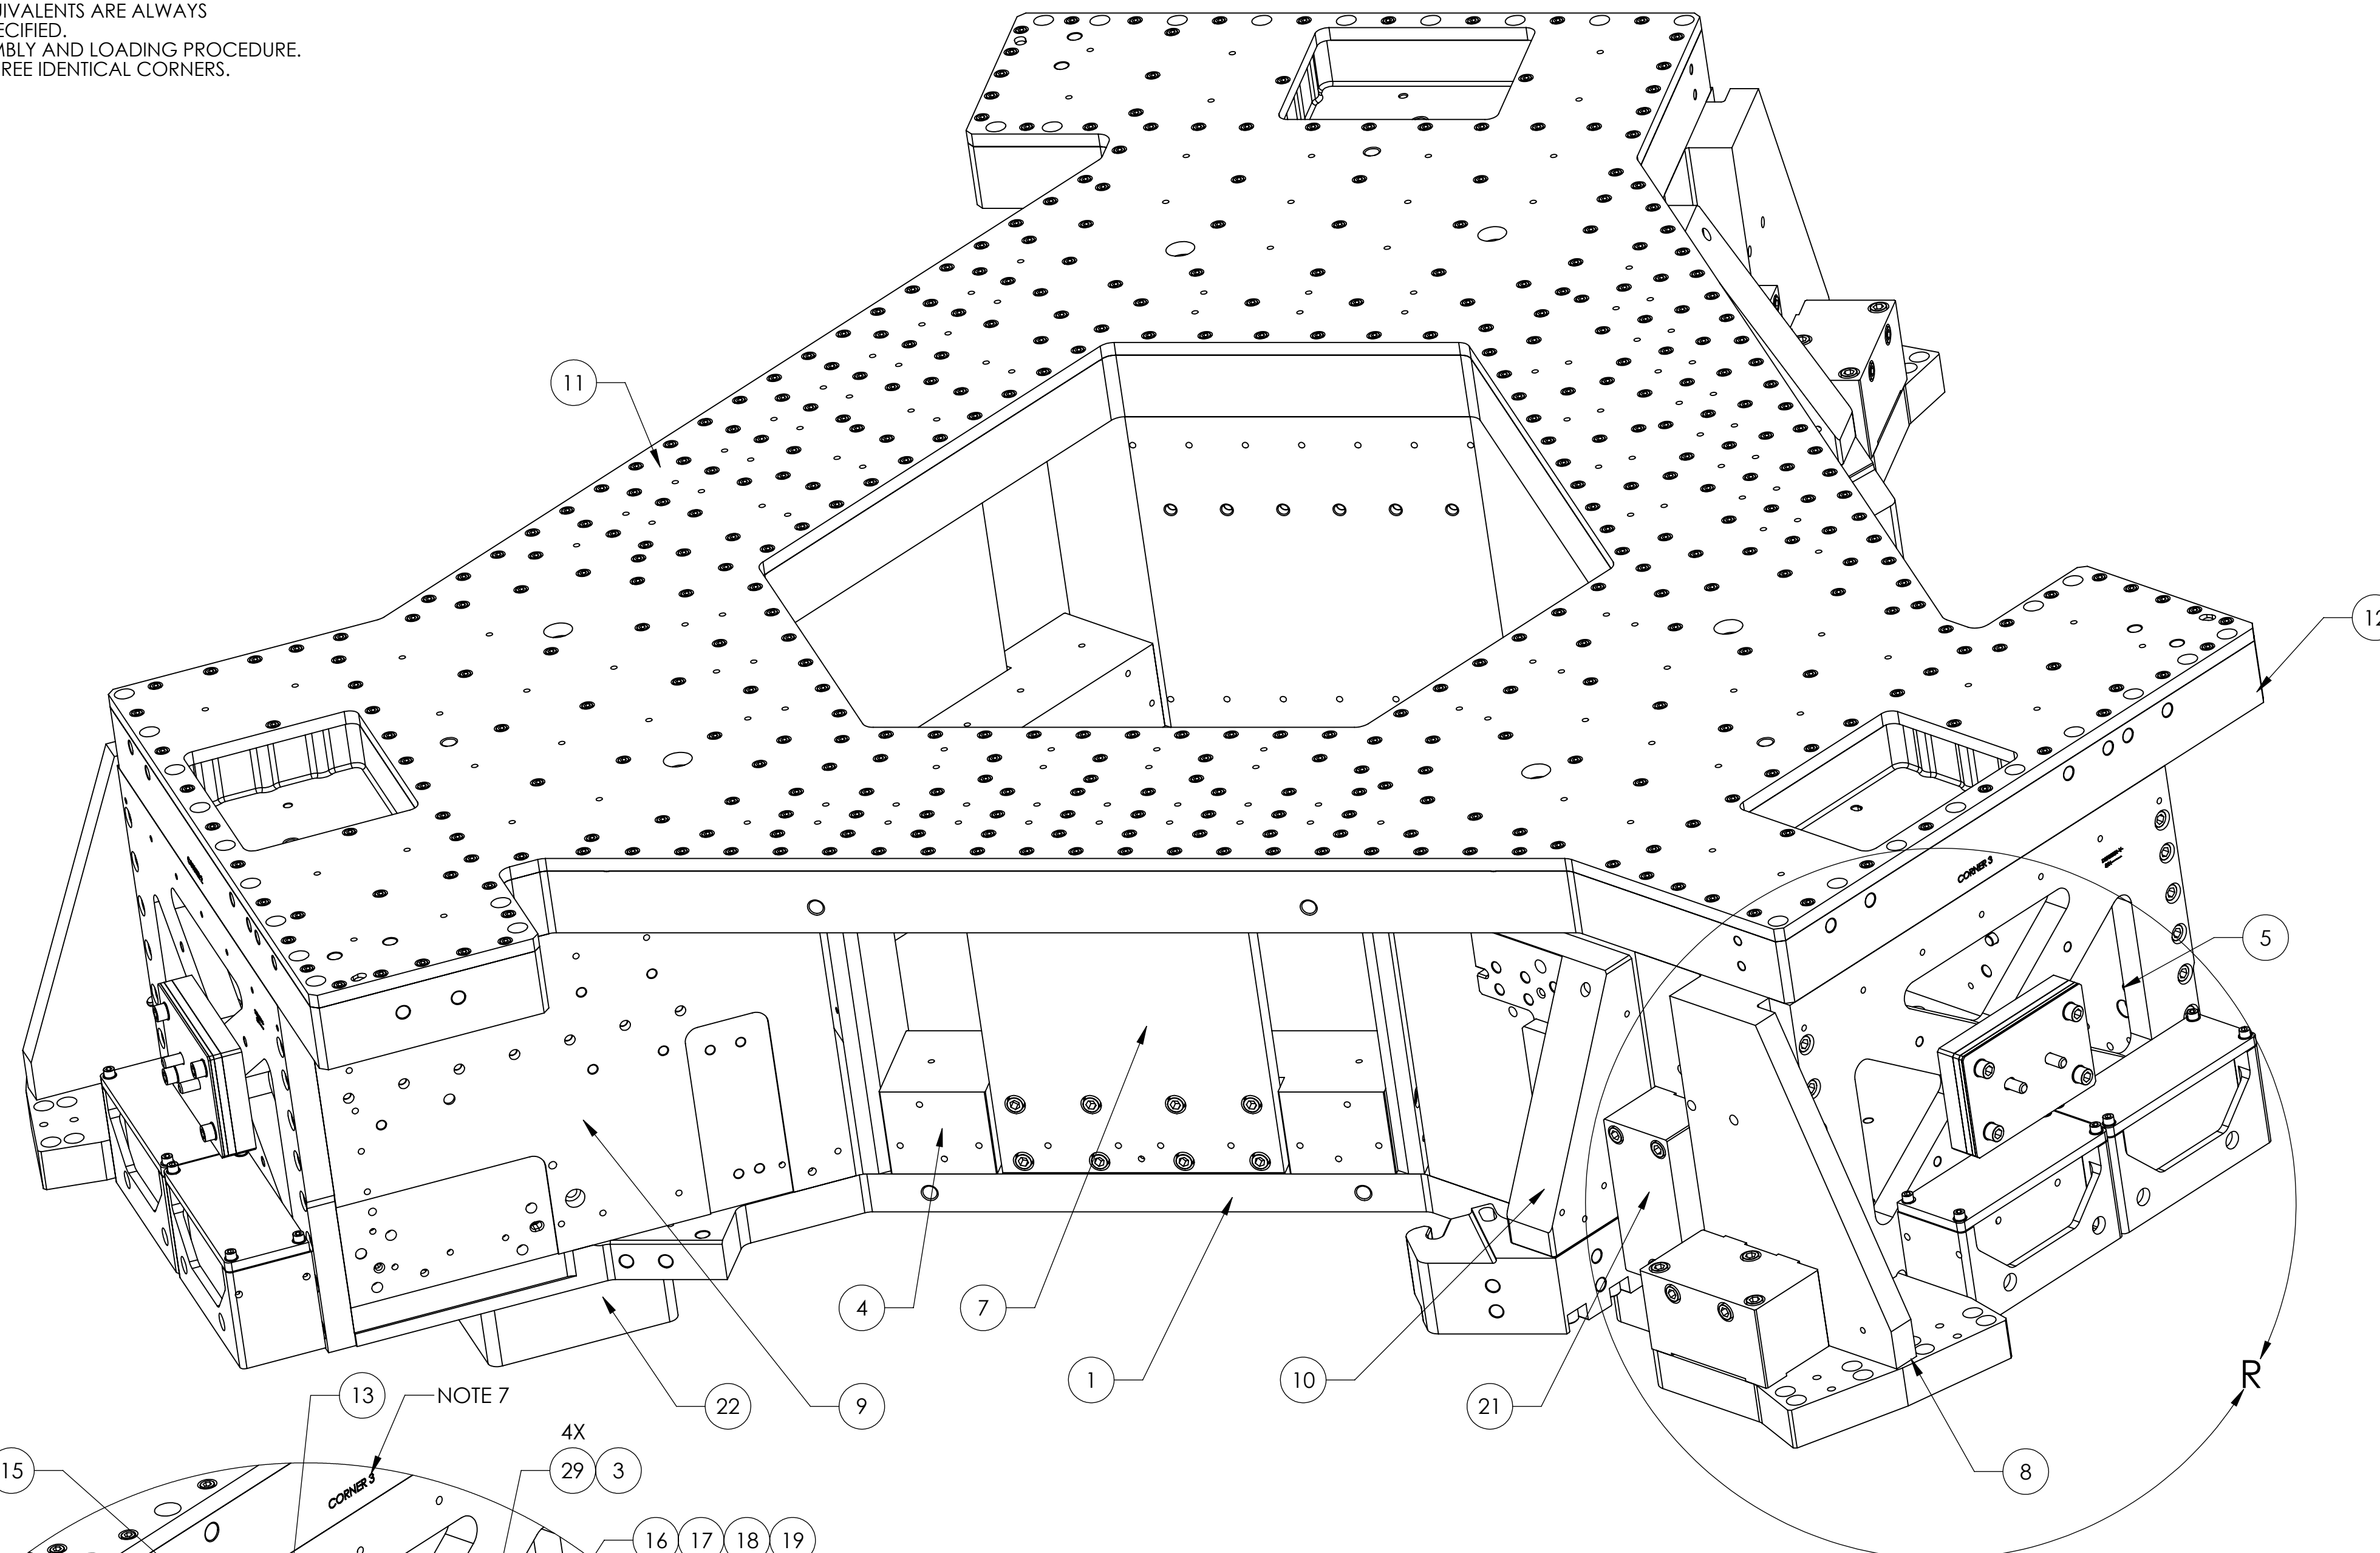 UIVALENTS ARE ALWAYS
ECIFIED.
MBLY AND LOADING PROCEDURE.
REE IDENTICAL CORNERS.
11
12
CORNER 3
5
4
7
1
10
21
22
9
8
R
13
NOTE 7
4X
29 3
15
CORNER 3
16 17 18 19